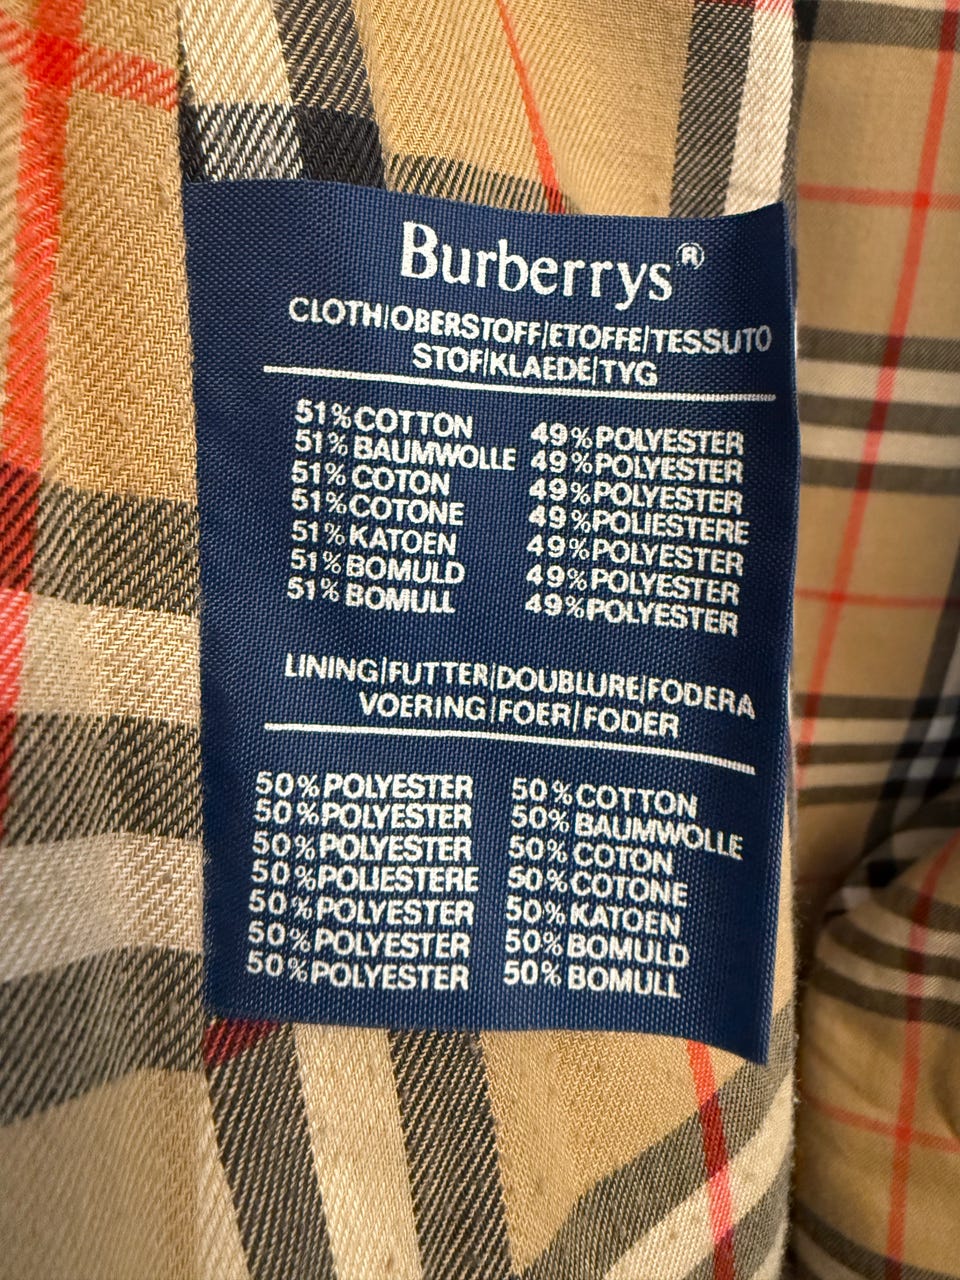 Burberrys®
CLOTH|OBERSTOFF|ETOFFE|TESSUTO
STOF|KLAEDE|TYG
51% COTTON 49% POLYESTER
51% BAUMWOLLE 49% POLYESTER
51% COTON 49% POLYESTER
51% COTONE 49% POLIESTERE
51% KATOEN 49% POLYESTER
51% BOMULD 49% POLYESTER
51% BOMULL 49% POLYESTER
LINING|FUTTER|DOUBLURE|FODERA
VOERING|FOER|FODER
50% POLYESTER 50% COTTON
50% POLYESTER 50% BAUMWOLLE
50% POLYESTER 50% COTON
50% POLIESTERE 50% COTONE
50% POLYESTER 50% KATOEN
50% POLYESTER 50% BOMULD
50% POLYESTER 50% BOMULL